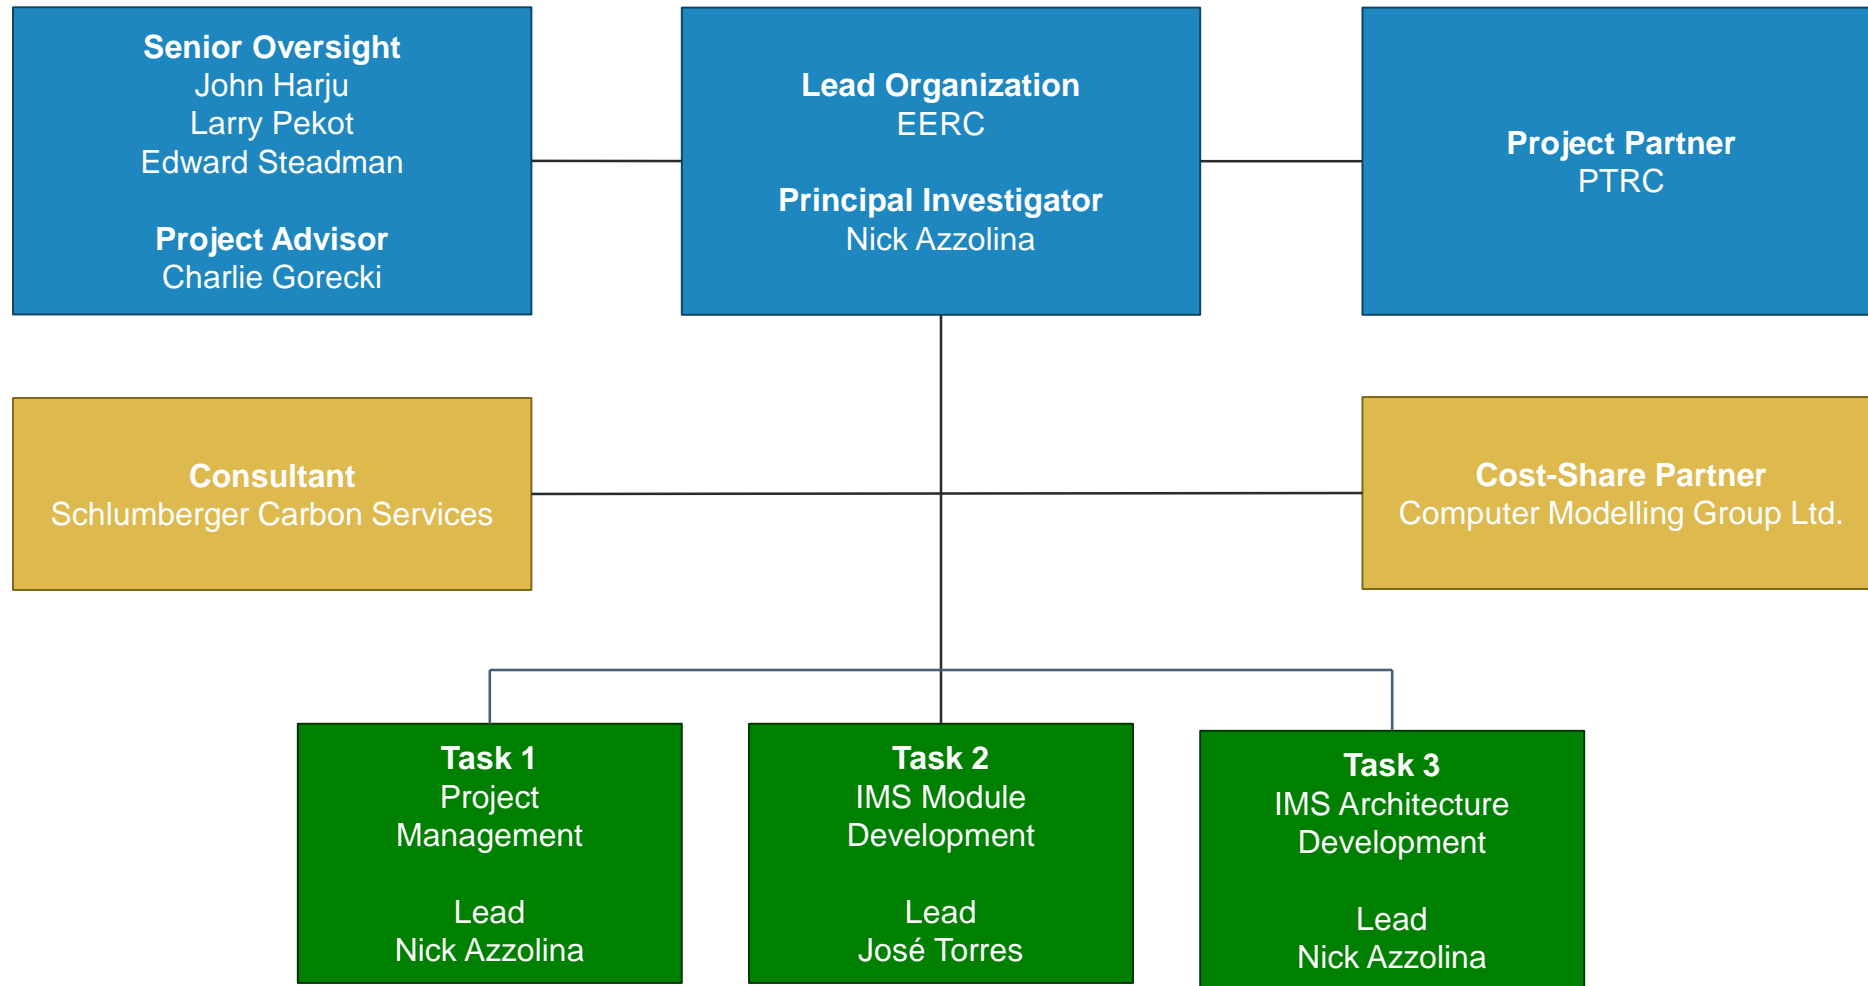 Senior Oversight
John Harju
Larry Pekot
Edward Steadman
Project Advisor
Charlie Gorecki
Lead Organization
EERC
Principal Investigator
Nick Azzolina
Project Partner
PTRC
Consultant
Schlumberger Carbon Services
Cost-Share Partner
Computer Modelling Group Ltd.
Task 1
Project
Management
Lead
Nick Azzolina
Task 2
IMS Module
Development
Lead
José Torres
Task 3
IMS Architecture
Development
Lead
Nick Azzolina